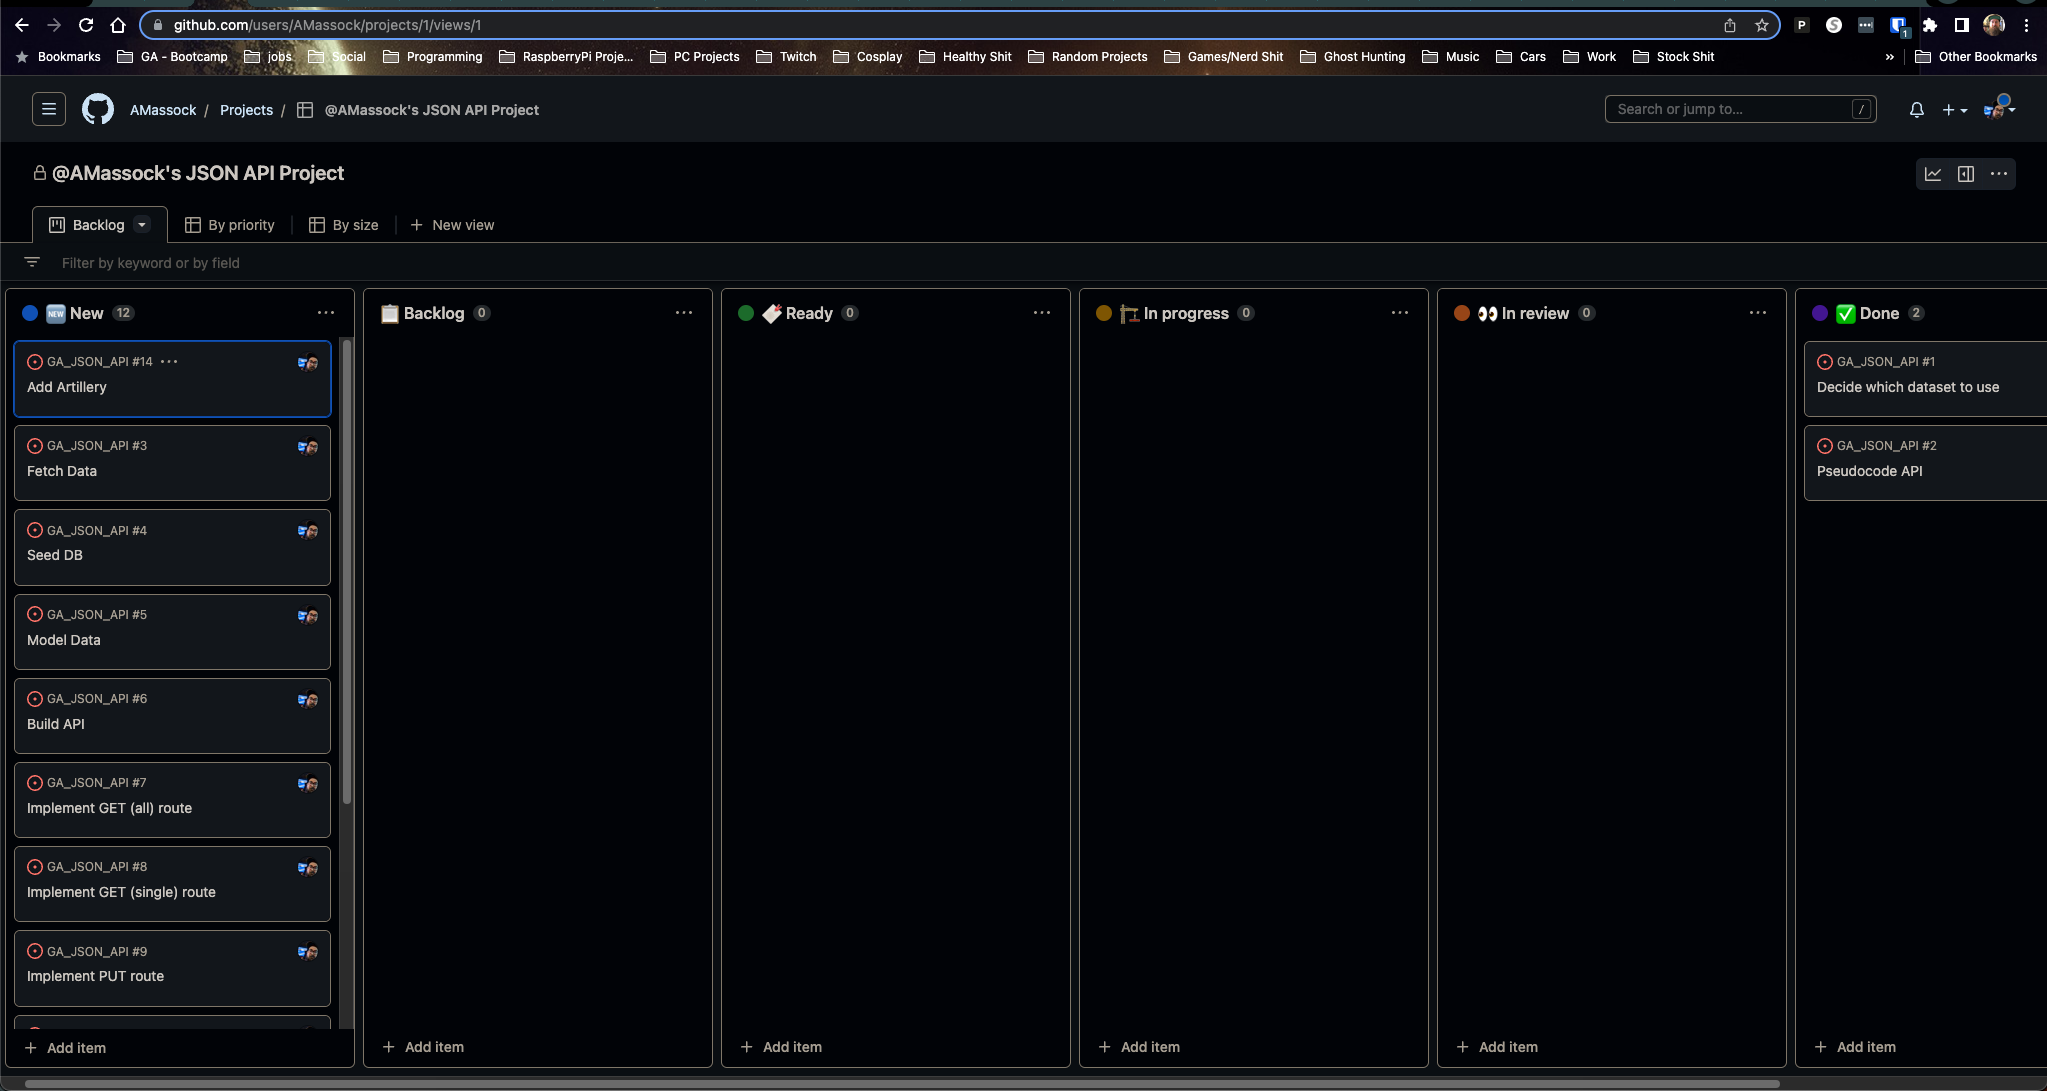 github.com/users/AMassock/projects/1/views/1
P
S
1
Bookmarks
GA - Bootcamp
jobs
Social
Programming
RaspberryPi Proje...
PC Projects
Twitch
Cosplay
Healthy Shit
Random Projects
Games/Nerd Shit
Ghost Hunting
Music
Cars
Work
Stock Shit
»
Other Bookmarks
AMassock / Projects / @AMassock's JSON API Project
Search or jump to...
/
@AMassock's JSON API Project
Backlog
By priority
By size
+ New view
Filter by keyword or by field
NEW New 12
GA_JSON_API #14
Add Artillery
GA_JSON_API #3
Fetch Data
GA_JSON_API #4
Seed DB
GA_JSON_API #5
Model Data
GA_JSON_API #6
Build API
GA_JSON_API #7
Implement GET (all) route
GA_JSON_API #8
Implement GET (single) route
GA_JSON_API #9
Implement PUT route
+ Add item
Backlog 0
+ Add item
Ready 0
+ Add item
In progress 0
+ Add item
In review 0
+ Add item
Done 2
GA_JSON_API #1
Decide which dataset to use
GA_JSON_API #2
Pseudocode API
+ Add item